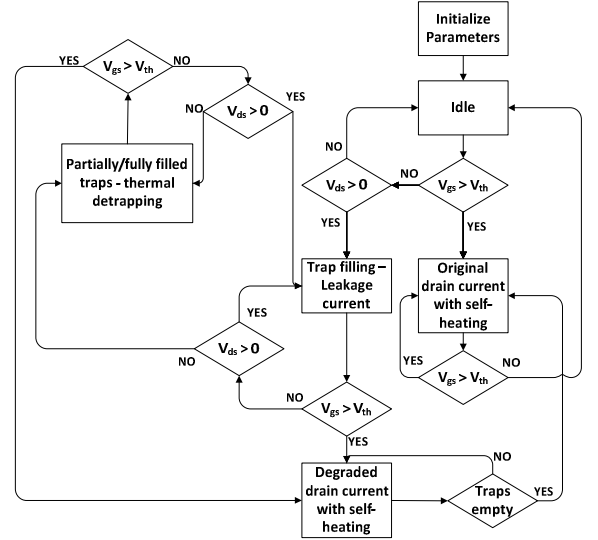 Initialize
Parameters
YES
Vgs > Vth
NO
Vds > 0
YES
NO
Idle
Partially/fully filled
traps - thermal
detrapping
NO
Vds > 0
NO
Vgs > Vth
YES
YES
Trap filling –
Leakage
current
Original
drain current
with self-
heating
YES
Vds > 0
NO
YES
Vgs > Vth
NO
NO
Vgs > Vth
YES
Degraded
drain current
with self-
heating
NO
Traps
empty
YES